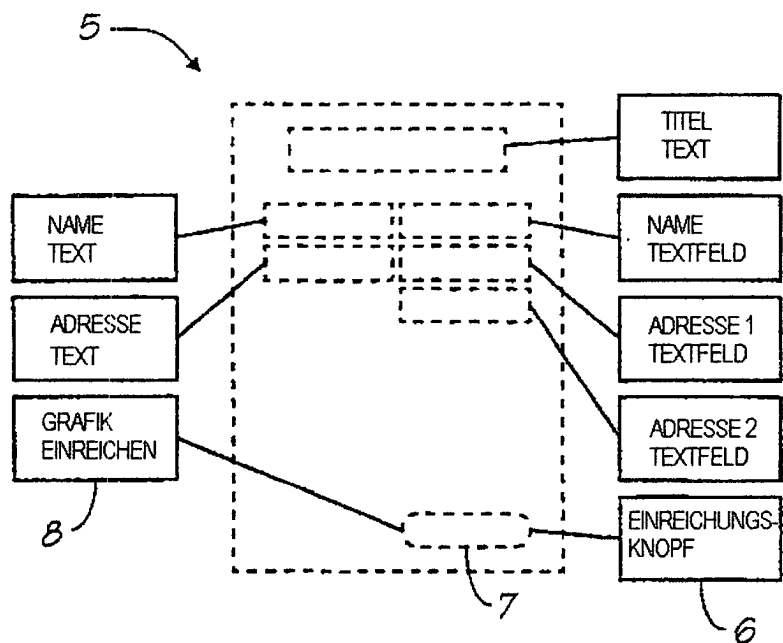 5
TITEL
TEXT
NAME
TEXT
NAME
TEXTFELD
ADRESSE
TEXT
ADRESSE 1
TEXTFELD
GRAFIK
EINREICHEN
ADRESSE 2
TEXTFELD
8
EINREICHUNGS-
KNOPF
7
6